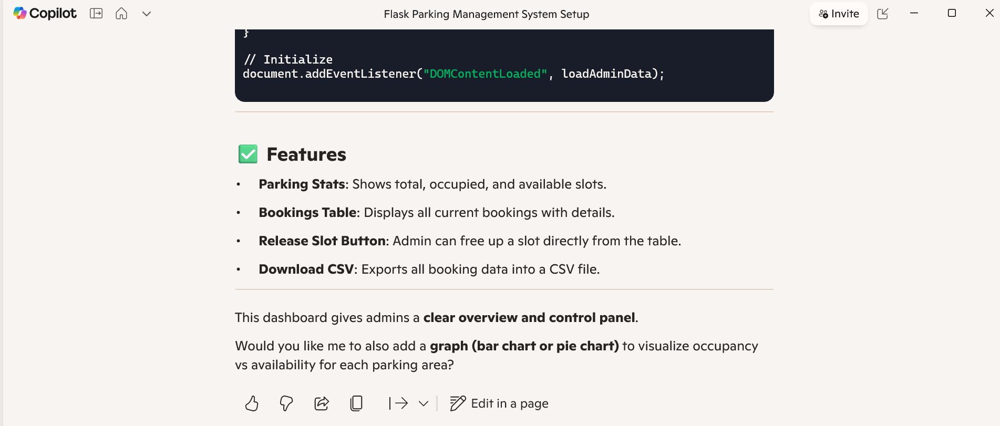 Copilot
Flask Parking Management System Setup
Invite
}
// Initialize
document.addEventListener("DOMContentLoaded", loadAdminData);
✅ Features
• Parking Stats: Shows total, occupied, and available slots.
• Bookings Table: Displays all current bookings with details.
• Release Slot Button: Admin can free up a slot directly from the table.
• Download CSV: Exports all booking data into a CSV file.
This dashboard gives admins a clear overview and control panel.
Would you like me to also add a graph (bar chart or pie chart) to visualize occupancy
vs availability for each parking area?
Edit in a page